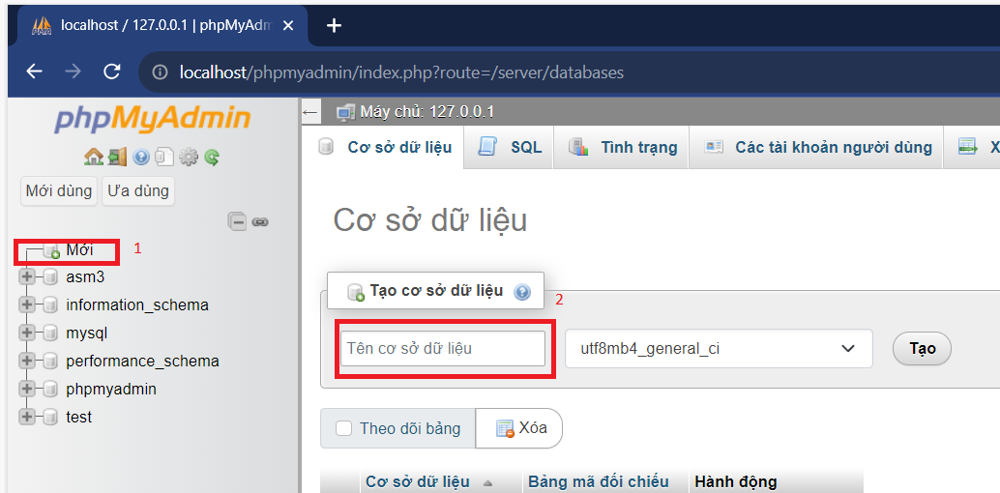 localhost / 127.0.0.1 | phpMyAdm
localhost/phpmyadmin/index.php?route=/server/databases
phpMyAdmin
Mới dùng Ưa dùng
Mới 1
asm3
information_schema
mysql
performance_schema
phpmyadmin
test
Máy chủ: 127.0.0.1
Cơ sở dữ liệu SQL Tình trạng Các tài khoản người dùng X
Cơ sở dữ liệu
Tạo cơ sở dữ liệu
2
Tên cơ sở dữ liệu utf8mb4_general_ci Tạo
Theo dõi bảng Xóa
Cơ sở dữ liệu Bảng mã đối chiếu Hành động